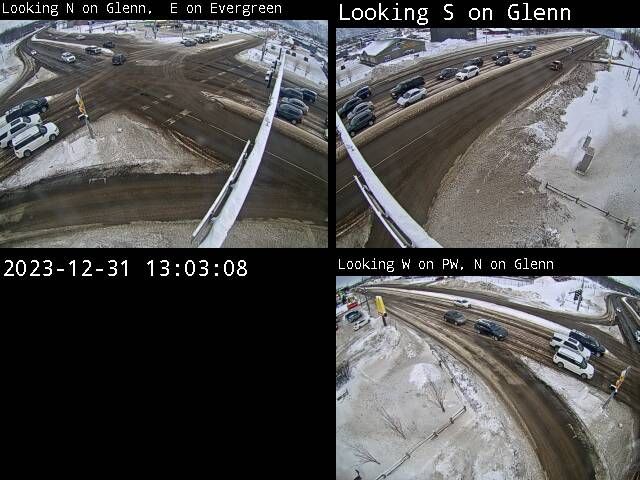 Looking N on Glenn,  E on Evergreen
Looking S on Glenn
2023-12-31 13:03:08
Looking W on PW, N on Glenn